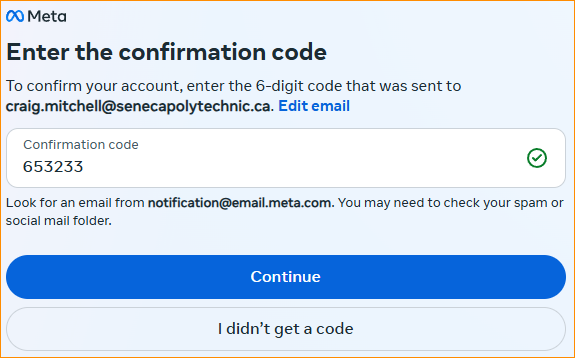 Meta
Enter the confirmation code
To confirm your account, enter the 6-digit code that was sent to
craig.mitchell@senecapolytechnic.ca. Edit email
Confirmation code
653233
Look for an email from notification@email.meta.com. You may need to check your spam or
social mail folder.
Continue
I didn’t get a code